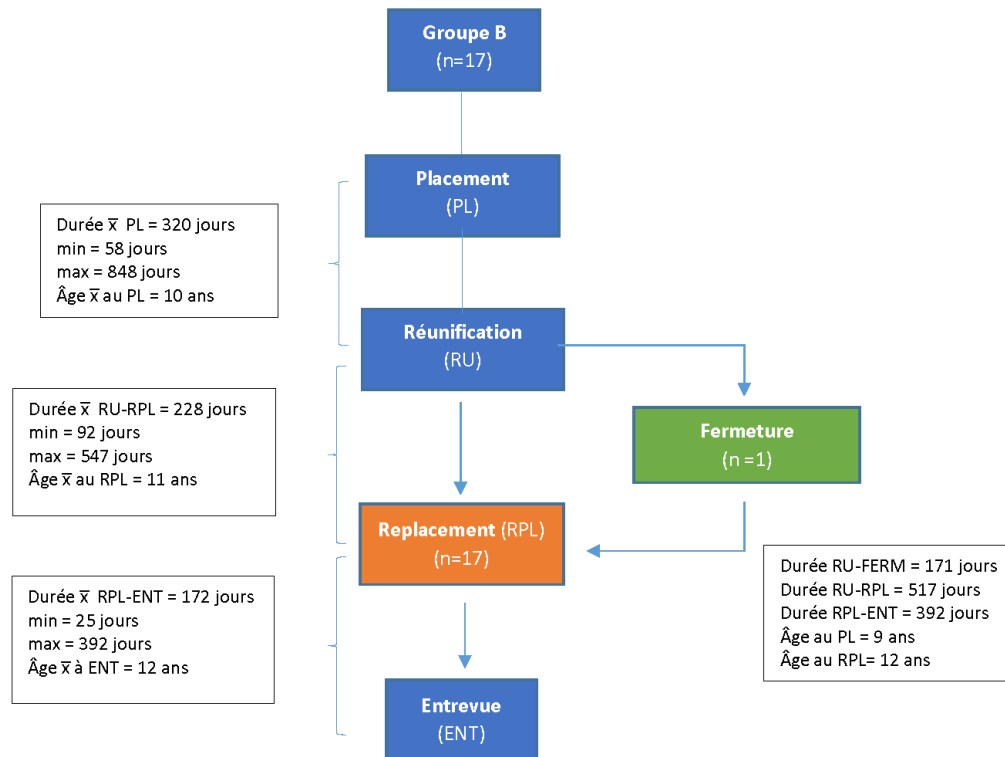 Groupe B
(n=17)
Placement
(PL)
Durée x̅ PL = 320 jours
min = 58 jours
max = 848 jours
Âge x̅ au PL = 10 ans
Réunification
(RU)
Durée x̅ RU-RPL = 228 jours
min = 92 jours
max = 547 jours
Âge x̅ au RPL = 11 ans
Fermeture
(n =1)
Replacement (RPL)
(n=17)
Durée RU-FERM = 171 jours
Durée RU-RPL = 517 jours
Durée RPL-ENT = 392 jours
Âge au PL = 9 ans
Âge au RPL= 12 ans
Durée x̅ RPL-ENT = 172 jours
min = 25 jours
max = 392 jours
Âge x̅ à ENT = 12 ans
Entrevue
(ENT)